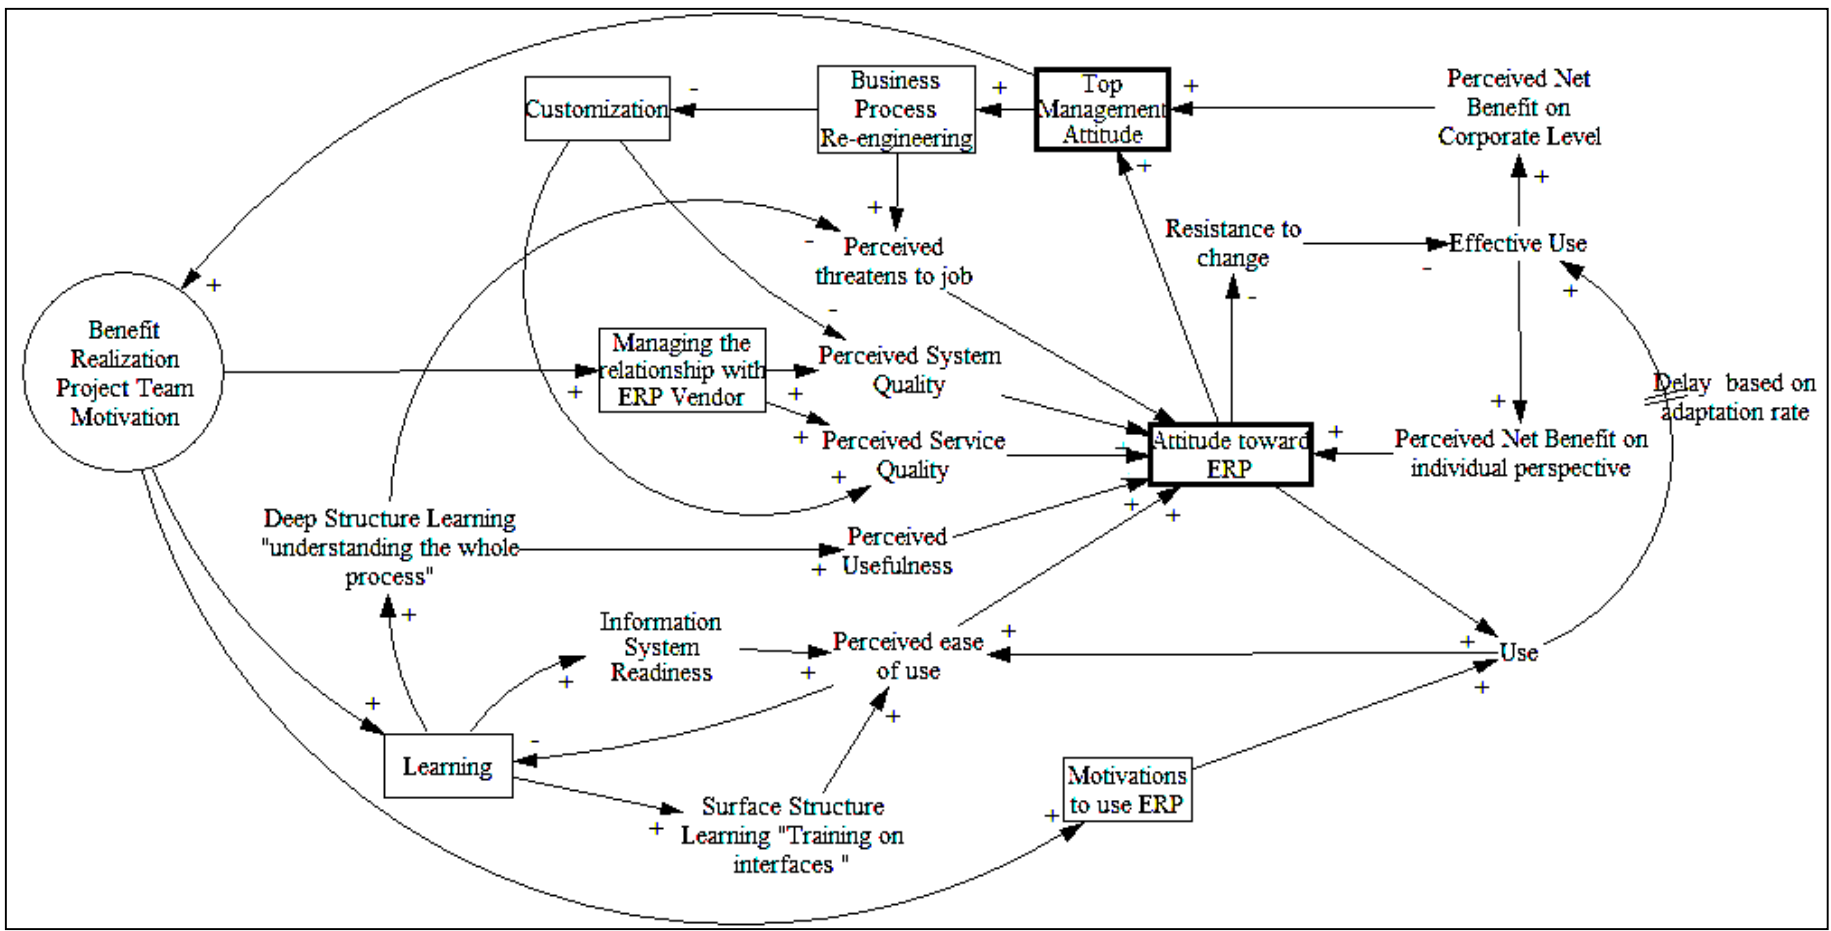 Customization
Business
Process
Re-engineering
Top
Management
Attitude
Perceived Net
Benefit on
Corporate Level
-
+
+
+
+
+
-
Perceived
threatens to job
Resistance to
change
-
-
Effective Use
+
+
Benefit
Realization
Project Team
Motivation
+
Managing the
relationship with
ERP Vendor
+
+
-
Perceived System
Quality
Perceived Service
Quality
+
Attitude toward
ERP
+
+
Perceived Net Benefit on
individual perspective
Delay based on
adaptation rate
+
Deep Structure Learning
"understanding the whole
process"
+
Perceived
Usefulness
+
+
+
Information
System
Readiness
+
+
Perceived ease
of use
+
+
Use
+
+
Learning
-
+
+
Surface Structure
Learning "Training on
interfaces "
+
Motivations
to use ERP
+